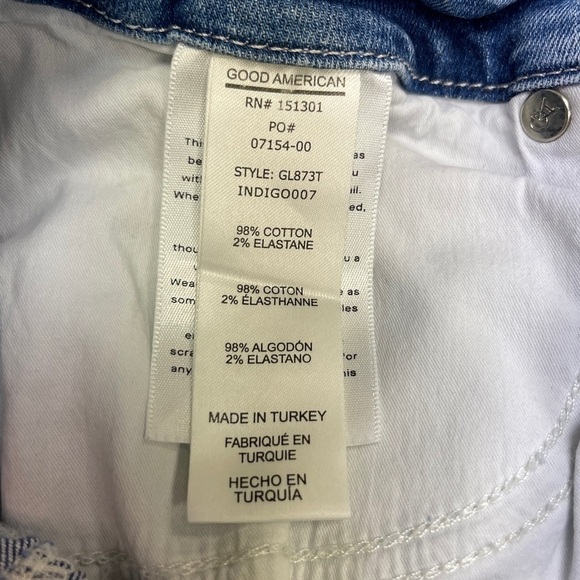 GOOD AMERICAN
RN# 151301
PO#
07154-00
STYLE: GL873T
INDIGO007
98% COTTON
2% ELASTANE
98% COTON
2% ÉLASTHANNE
98% ALGODÓN
2% ELASTANO
MADE IN TURKEY
FABRIQUÉ EN
TURQUIE
HECHO EN
TURQUÍA